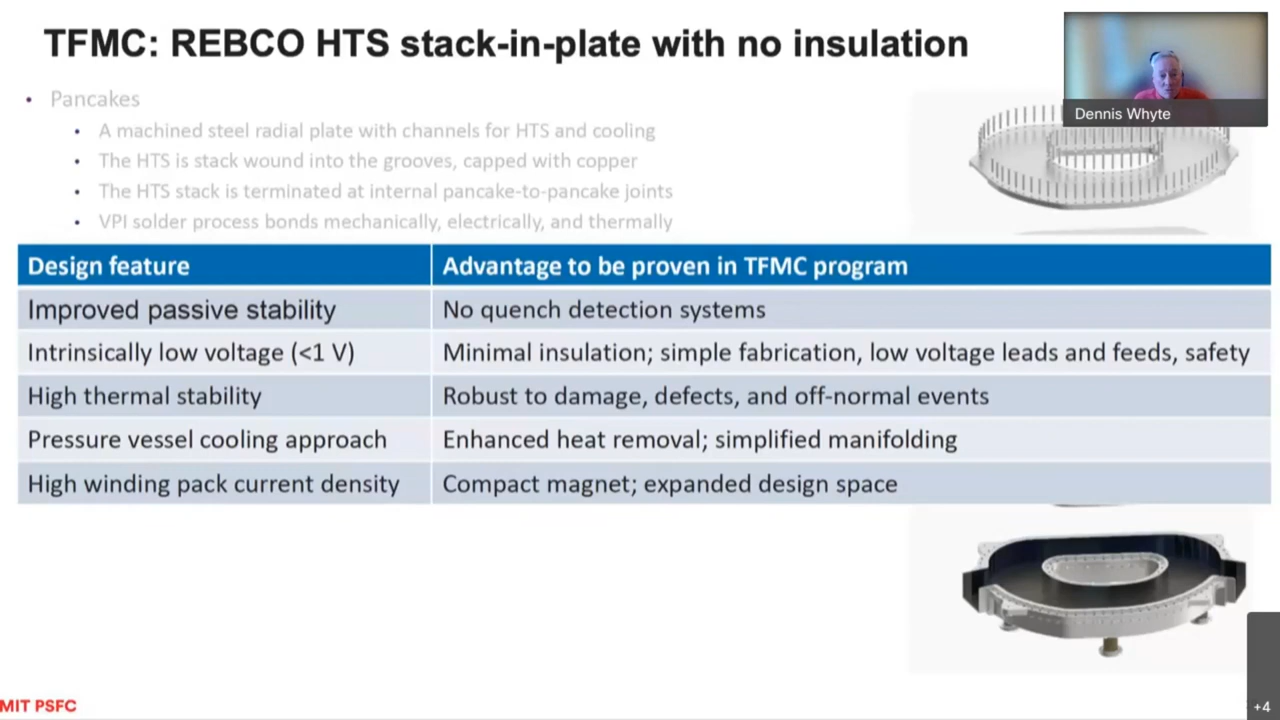 TFMC: REBCO HTS stack-in-plate with no insulation
Dennis Whyte
• Pancakes
• A machined steel radial plate with channels for HTS and cooling
• The HTS is stack wound into the grooves, capped with copper
• The HTS stack is terminated at internal pancake-to-pancake joints
• VPI solder process bonds mechanically, electrically, and thermally
Design feature Advantage to be proven in TFMC program
Improved passive stability No quench detection systems
Intrinsically low voltage (<1 V) Minimal insulation; simple fabrication, low voltage leads and feeds, safety
High thermal stability Robust to damage, defects, and off-normal events
Pressure vessel cooling approach Enhanced heat removal; simplified manifolding
High winding pack current density Compact magnet; expanded design space
MIT PSFC
+4